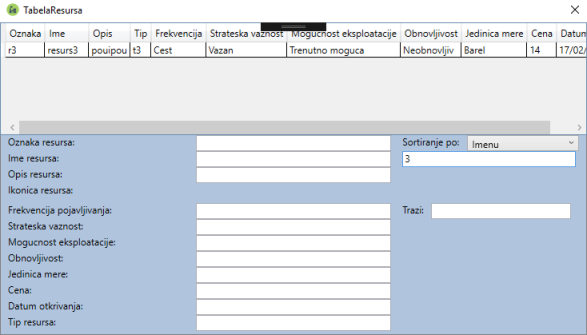 TabelaResursa
Oznaka Ime Opis Tip Frekvencija Strateska vaznost Mogucnost eksploatacije Obnovljivost Jedinica mere Cena Datum
r3 resurs3 pouipou t3 Cest Vazan Trenutno moguca Neobnovljiv Barel 14 17/02/
Oznaka resursa: Sortiranje po: Imenu
Ime resursa: 3
Opis resursa:
Ikonica resursa:
Frekvencija pojavljivanja: Trazi:
Strateska vaznost:
Mogucnost eksploatacije:
Obnovljivost:
Jedinica mere:
Cena:
Datum otkrivanja:
Tip resursa: